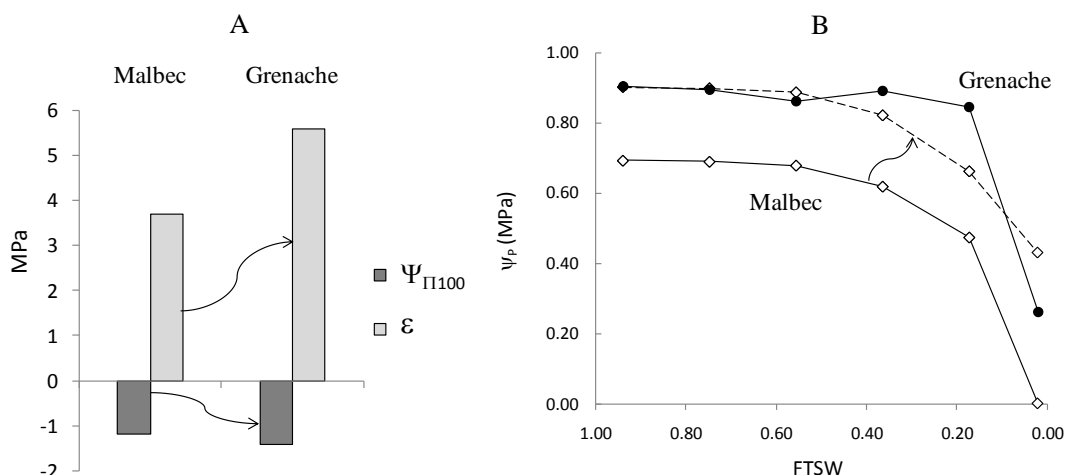 A
Malbec Grenache
6
5
4
3
2
1
0
-1
-2
MPa
ΨΠ100
ε
B
1.00
0.80
0.60
0.40
0.20
0.00
ψP (MPa)
Grenache
Malbec
1.00 0.80 0.60 0.40 0.20 0.00
FTSW